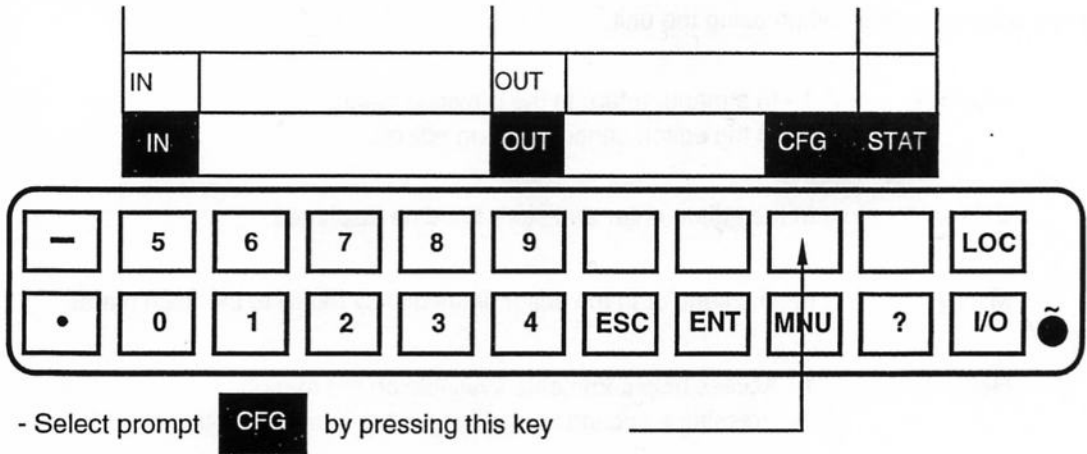 IN OUT
IN OUT CFG STAT
− 5 6 7 8 9 LOC
• 0 1 2 3 4 ESC ENT MNU ? I/O ~
- Select prompt CFG by pressing this key